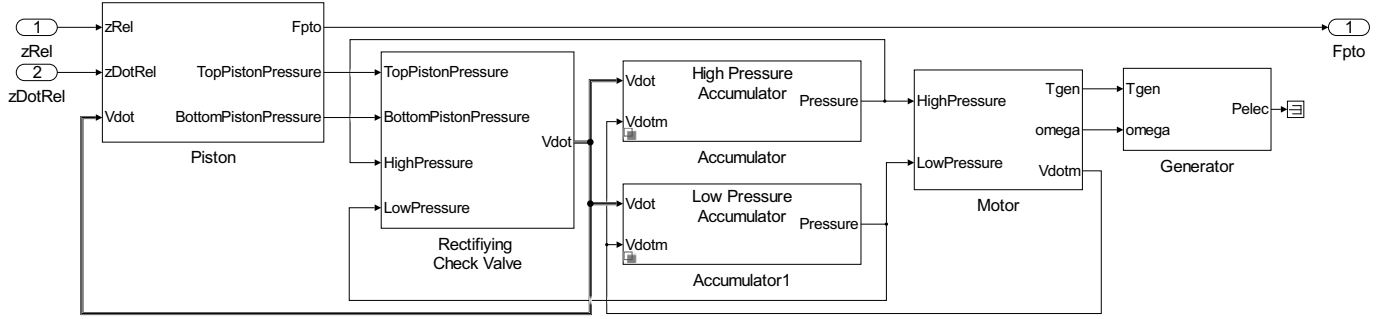 1
zRel
2
zDotRel
zRel
zDotRel
Vdot
Fpto
TopPistonPressure
BottomPistonPressure
Piston
TopPistonPressure
BottomPistonPressure
HighPressure
LowPressure
Vdot
Rectifiying
Check Valve
Vdot
Vdotm
High Pressure
Accumulator
Pressure
Accumulator
Vdot
Vdotm
Low Pressure
Accumulator
Pressure
Accumulator1
HighPressure
LowPressure
Tgen
omega
Vdotm
Motor
Tgen
omega
Pelec
Generator
1
Fpto